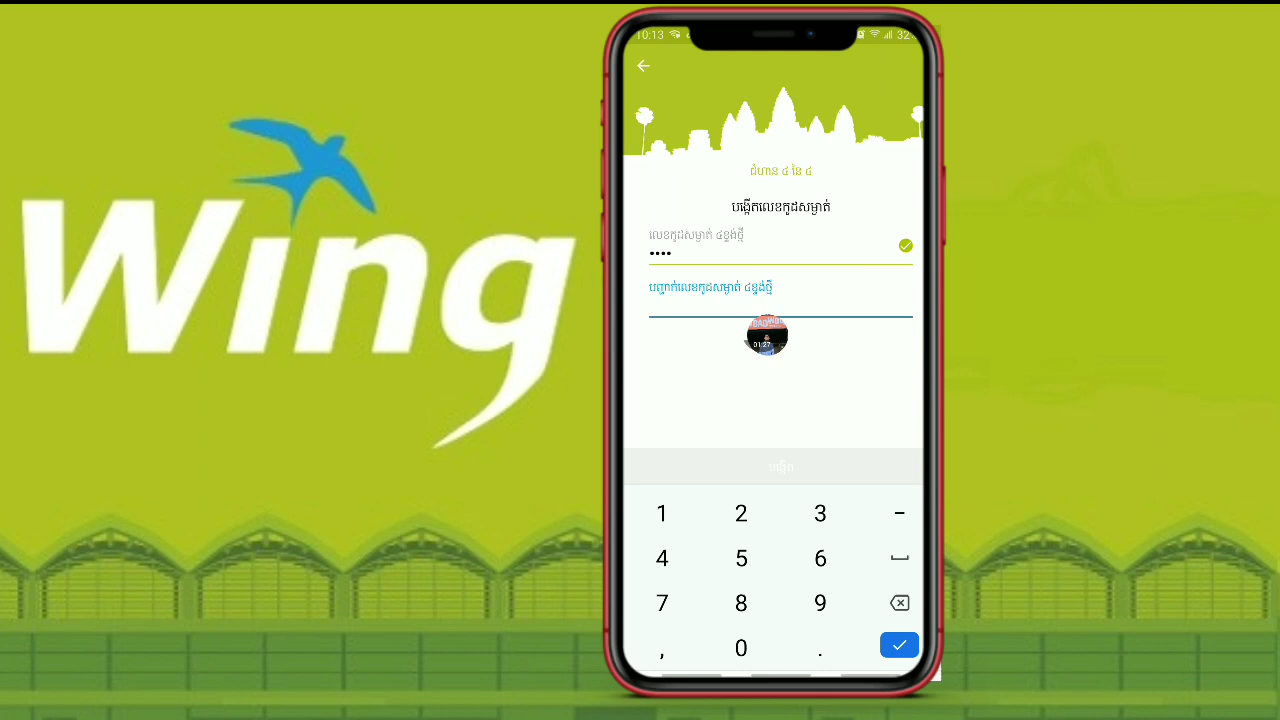 Wing
10:13
32
ជំហាន ៤ នៃ ៤
បង្កើតលេខកូដសម្ងាត់
លេខកូដសម្ងាត់ ៤ខ្ទង់ថ្មី
••••
បញ្ជាក់លេខកូដសម្ងាត់ ៤ខ្ទង់ថ្មី
01:27
បង្កើត
1 2 3 −
4 5 6
7 8 9
, 0 .